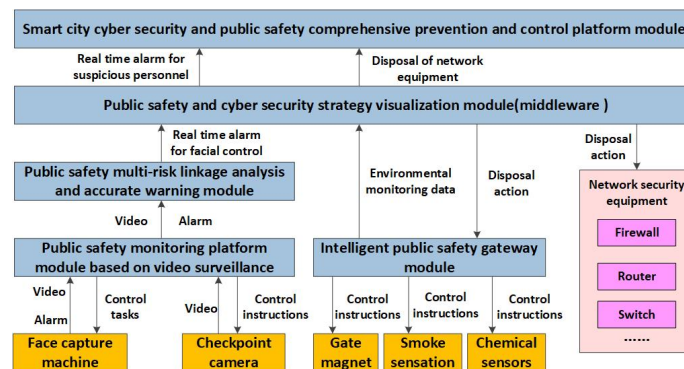 Smart city cyber security and public safety comprehensive prevention and control platform module
Real time alarm for
suspicious personnel
Disposal of network
equipment
Public safety and cyber security strategy visualization module(middleware )
Real time alarm
for facial control
Disposal
action
Public safety multi-risk linkage analysis
and accurate warning module
Environmental
monitoring data
Disposal
action
Network security
equipment
Firewall
Router
Switch
......
Video
Alarm
Public safety monitoring platform
module based on video surveillance
Intelligent public safety gateway
module
Video
Alarm
Control
tasks
Video
Control
instructions
Control
instructions
Control
instructions
Control
instructions
Face capture
machine
Checkpoint
camera
Gate
magnet
Smoke
sensation
Chemical
sensors